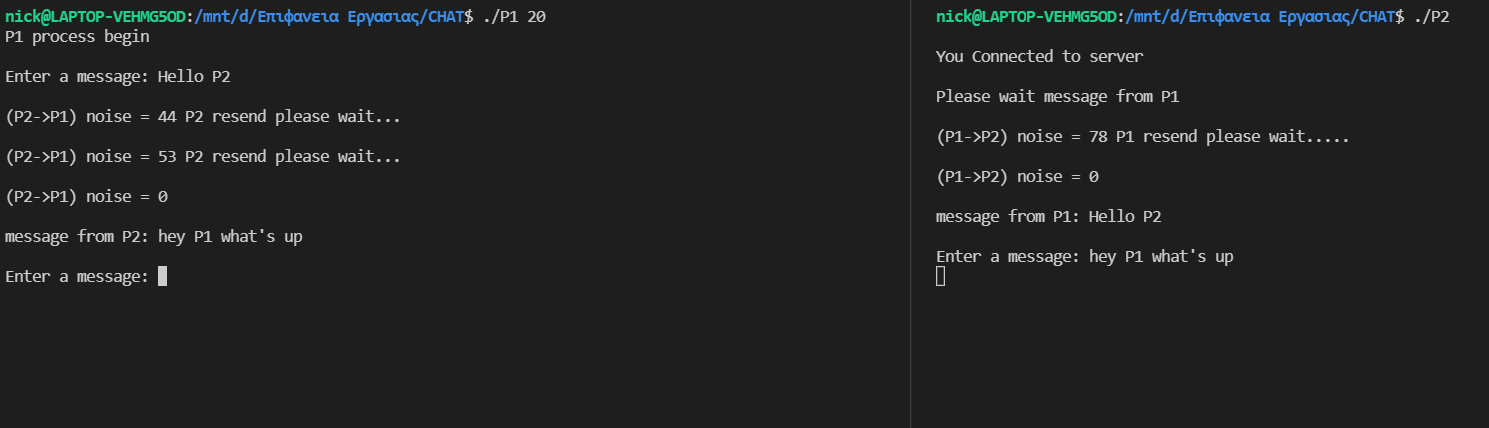 nick@LAPTOP-VEHMG5OD:/mnt/d/Επιφανεια Εργασιας/CHAT$ ./P1 20
P1 process begin
Enter a message: Hello P2
(P2->P1) noise = 44 P2 resend please wait...
(P2->P1) noise = 53 P2 resend please wait...
(P2->P1) noise = 0
message from P2: hey P1 what's up
Enter a message:
nick@LAPTOP-VEHMG5OD:/mnt/d/Επιφανεια Εργασιας/CHAT$ ./P2
You Connected to server
Please wait message from P1
(P1->P2) noise = 78 P1 resend please wait.....
(P1->P2) noise = 0
message from P1: Hello P2
Enter a message: hey P1 what's up